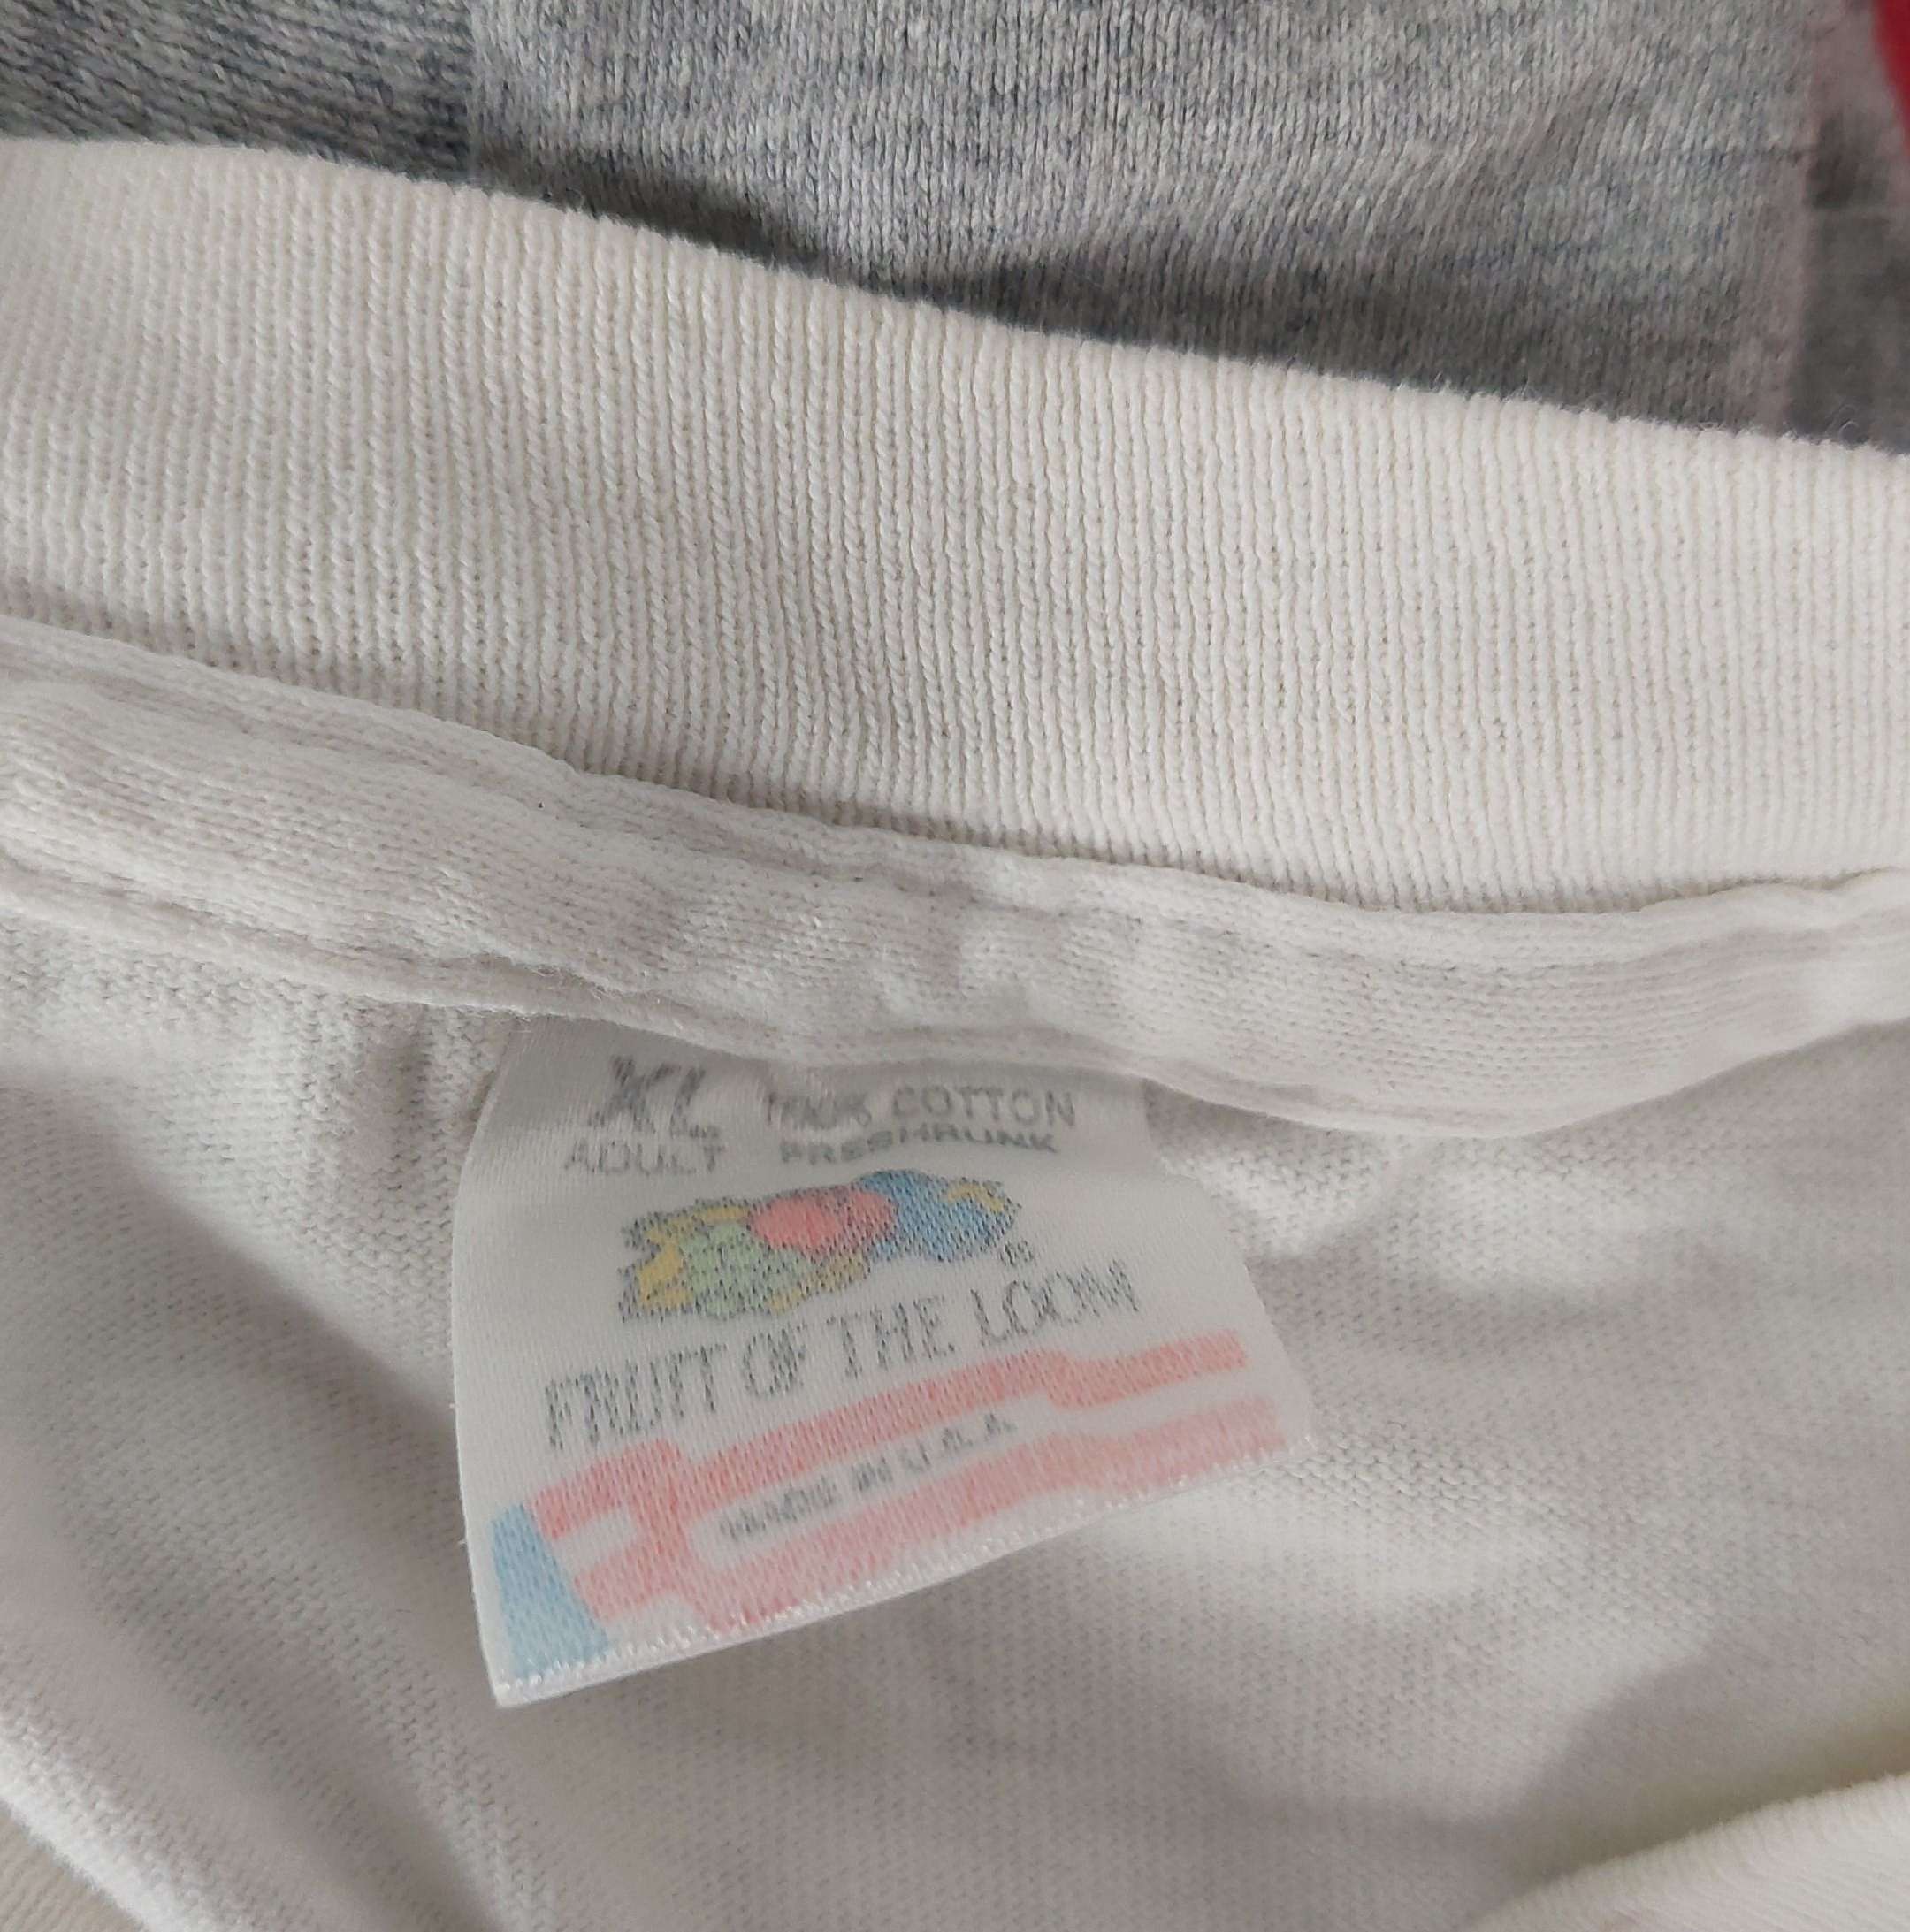 XL 100% COTTON
ADULT PRESHRUNK
®
FRUIT OF THE LOOM
MADE IN U.S.A.